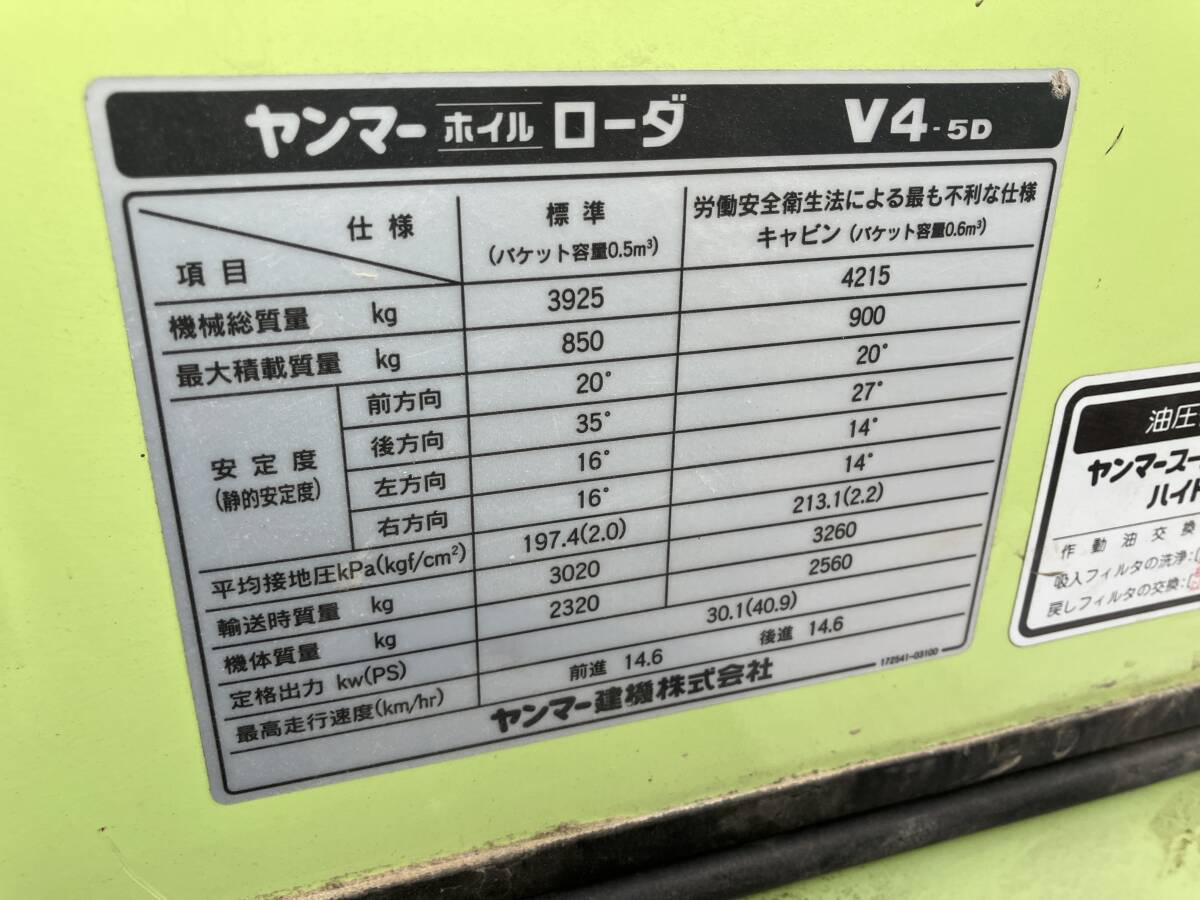 ヤンマー ホイル ローダ V4-5D
仕様 標準 労働安全衛生法による最も不利な仕様
項目 (バケット容量0.5m³) キャビン (バケット容量0.6m³)
機械総質量 kg 3925 4215
最大積載質量 kg 850 900
安定度 (静的安定度) 前方向 20° 20°
後方向 35° 27°
左方向 16° 14°
右方向 16° 14°
平均接地圧kPa(kgf/cm²) 197.4(2.0) 213.1(2.2)
輸送時質量 kg 3020 3260
機体質量 kg 2320 2560
定格出力 kw(PS) 30.1(40.9)
最高走行速度(km/hr) 前進 14.6 後進 14.6
ヤンマー建機株式会社 172541-03100
油圧
ヤンマースー
ハイド
作動油交換
吸入フィルタの洗浄:
戻しフィルタの交換: